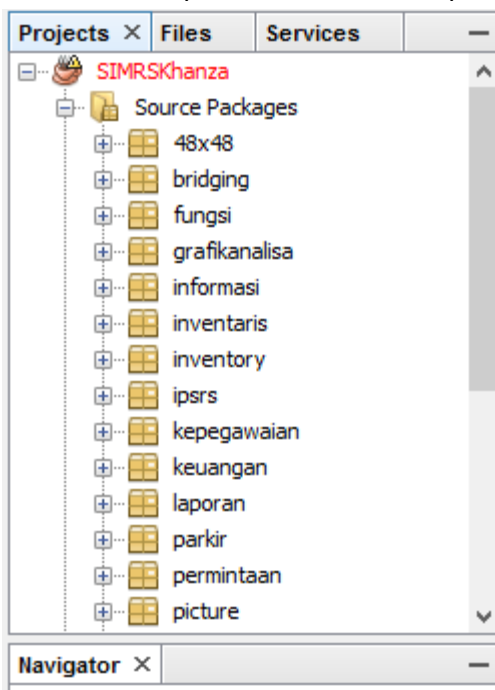 Projects Files Services
SIMRSKhanza
Source Packages
48x48
bridging
fungsi
grafikanalisa
informasi
inventaris
inventory
ipsrs
kepegawaian
keuangan
laporan
parkir
permintaan
picture
Navigator